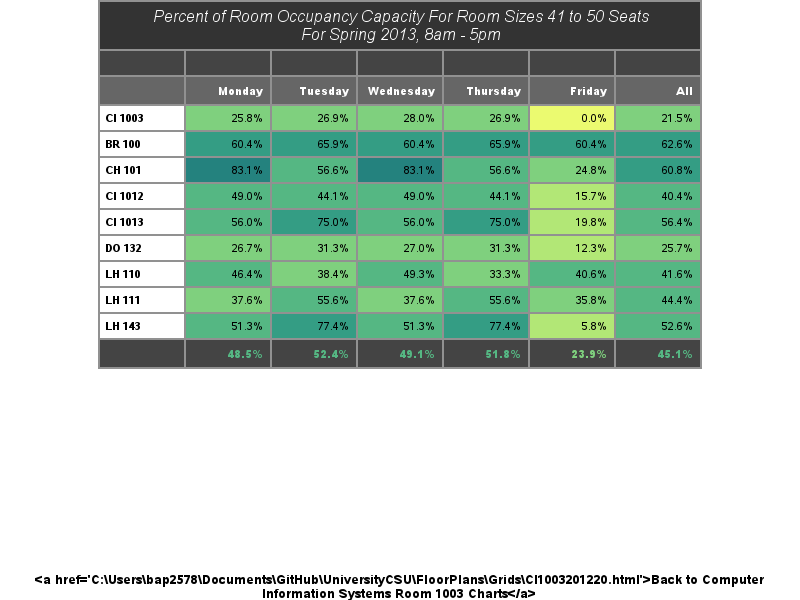 Percent of Room Occupancy Capacity For Room Sizes 41 to 50 Seats
For Spring 2013, 8am - 5pm
Monday Tuesday Wednesday Thursday Friday All
CI 1003 25.8% 26.9% 28.0% 26.9% 0.0% 21.5%
BR 100 60.4% 65.9% 60.4% 65.9% 60.4% 62.6%
CH 101 83.1% 56.6% 83.1% 56.6% 24.8% 60.8%
CI 1012 49.0% 44.1% 49.0% 44.1% 15.7% 40.4%
CI 1013 56.0% 75.0% 56.0% 75.0% 19.8% 56.4%
DO 132 26.7% 31.3% 27.0% 31.3% 12.3% 25.7%
LH 110 46.4% 38.4% 49.3% 33.3% 40.6% 41.6%
LH 111 37.6% 55.6% 37.6% 55.6% 35.8% 44.4%
LH 143 51.3% 77.4% 51.3% 77.4% 5.8% 52.6%
48.5% 52.4% 49.1% 51.8% 23.9% 45.1%
<a href='C:\Users\bap2578\Documents\GitHub\UniversityCSU\FloorPlans\Grids\CI1003201220.html'>Back to Computer
Information Systems Room 1003 Charts</a>